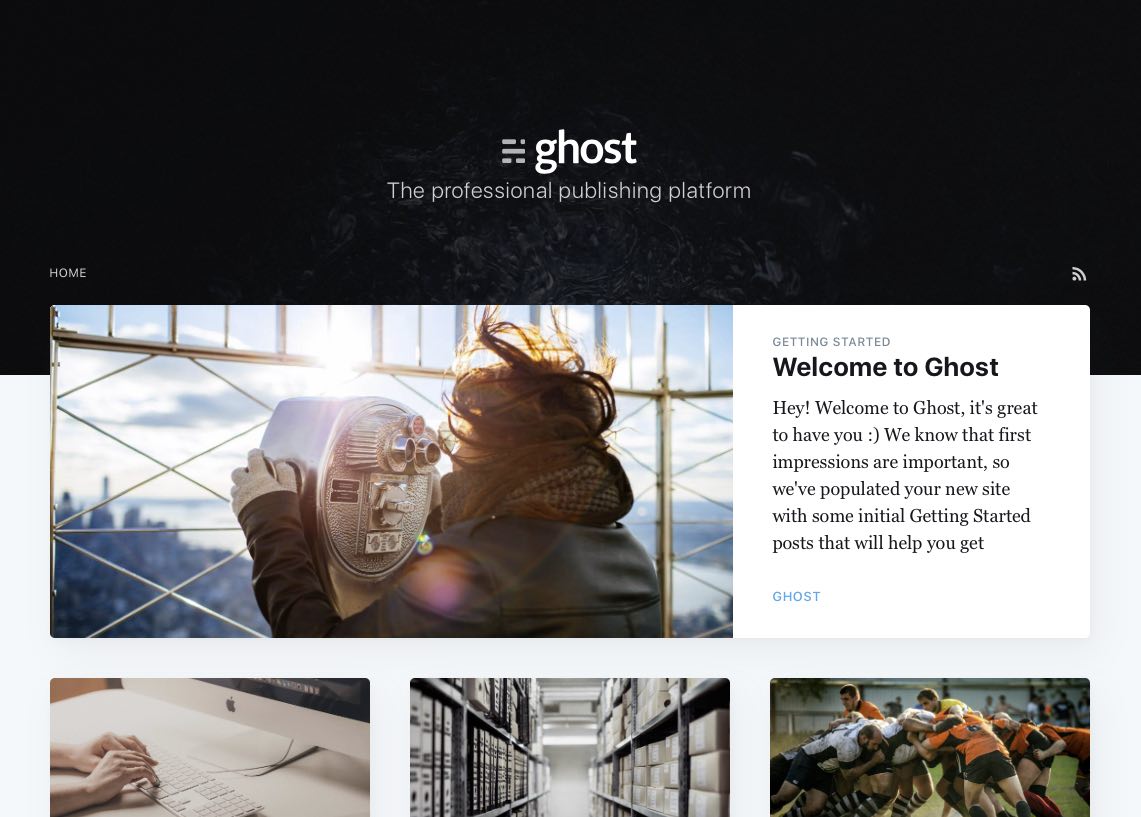 ghost
The professional publishing platform
HOME
GETTING STARTED
Welcome to Ghost
Hey! Welcome to Ghost, it's great
to have you :) We know that first
impressions are important, so
we've populated your new site
with some initial Getting Started
posts that will help you get
GHOST